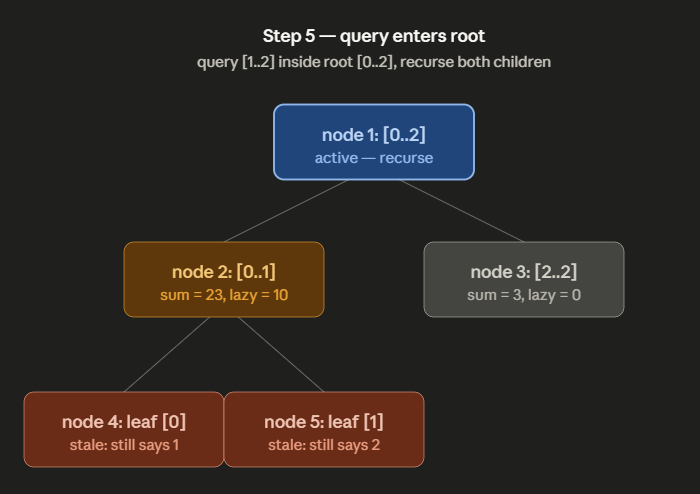 Step 5 — query enters root
query [1..2] inside root [0..2], recurse both children
node 1: [0..2]
active — recurse
node 2: [0..1]
sum = 23, lazy = 10
node 3: [2..2]
sum = 3, lazy = 0
node 4: leaf [0]
stale: still says 1
node 5: leaf [1]
stale: still says 2